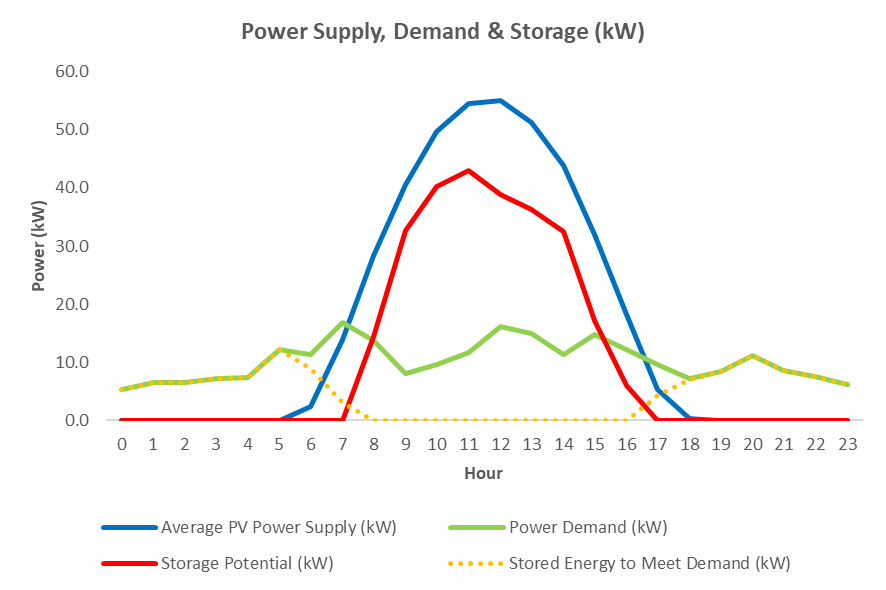 Power Supply, Demand & Storage (kW)
Power (kW)
60.0
50.0
40.0
30.0
20.0
10.0
0.0
0 1 2 3 4 5 6 7 8 9 10 11 12 13 14 15 16 17 18 19 20 21 22 23
Hour
Average PV Power Supply (kW) Power Demand (kW)
Storage Potential (kW) Stored Energy to Meet Demand (kW)